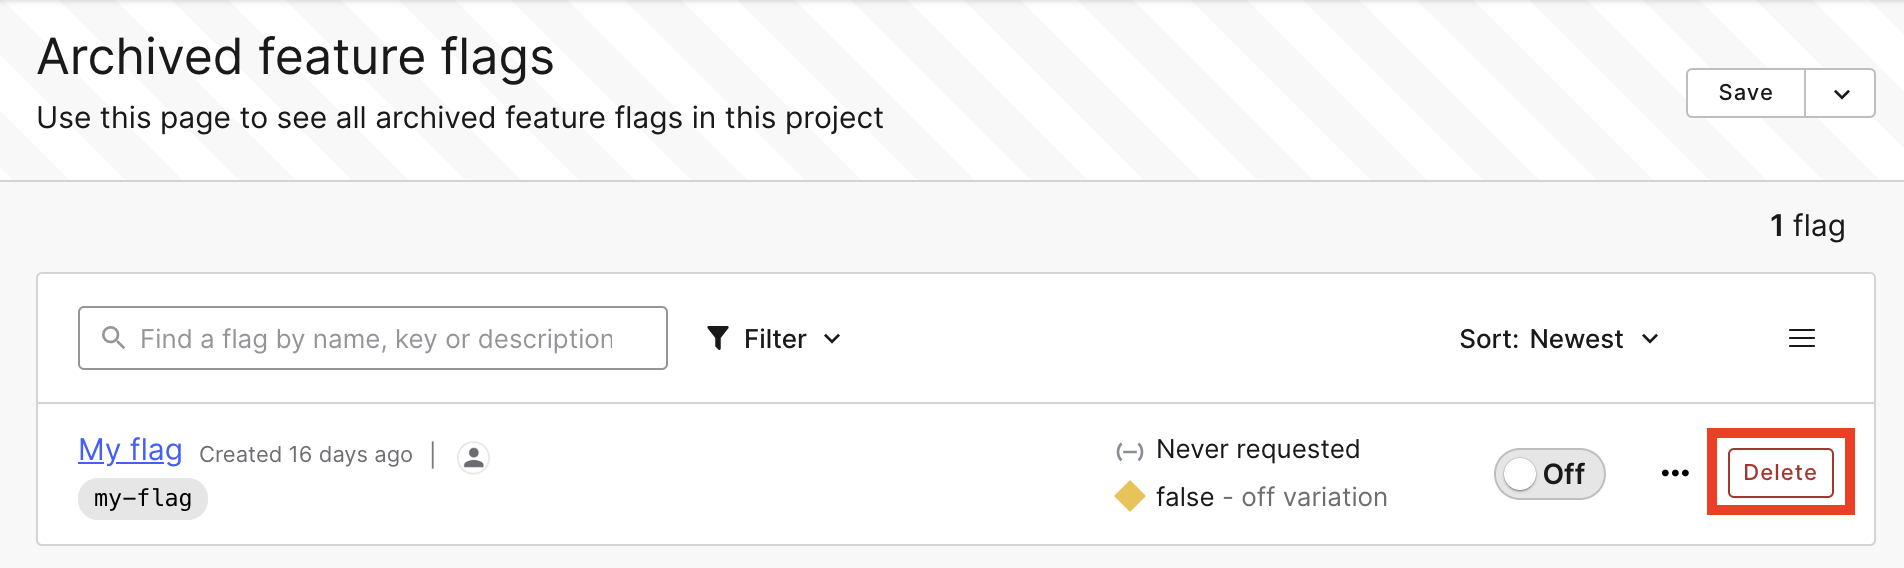 Archived feature flags
Use this page to see all archived feature flags in this project
Save
1 flag
Find a flag by name, key or description
Filter
Sort: Newest
My flag Created 16 days ago
my-flag
Never requested
false - off variation
Off
Delete